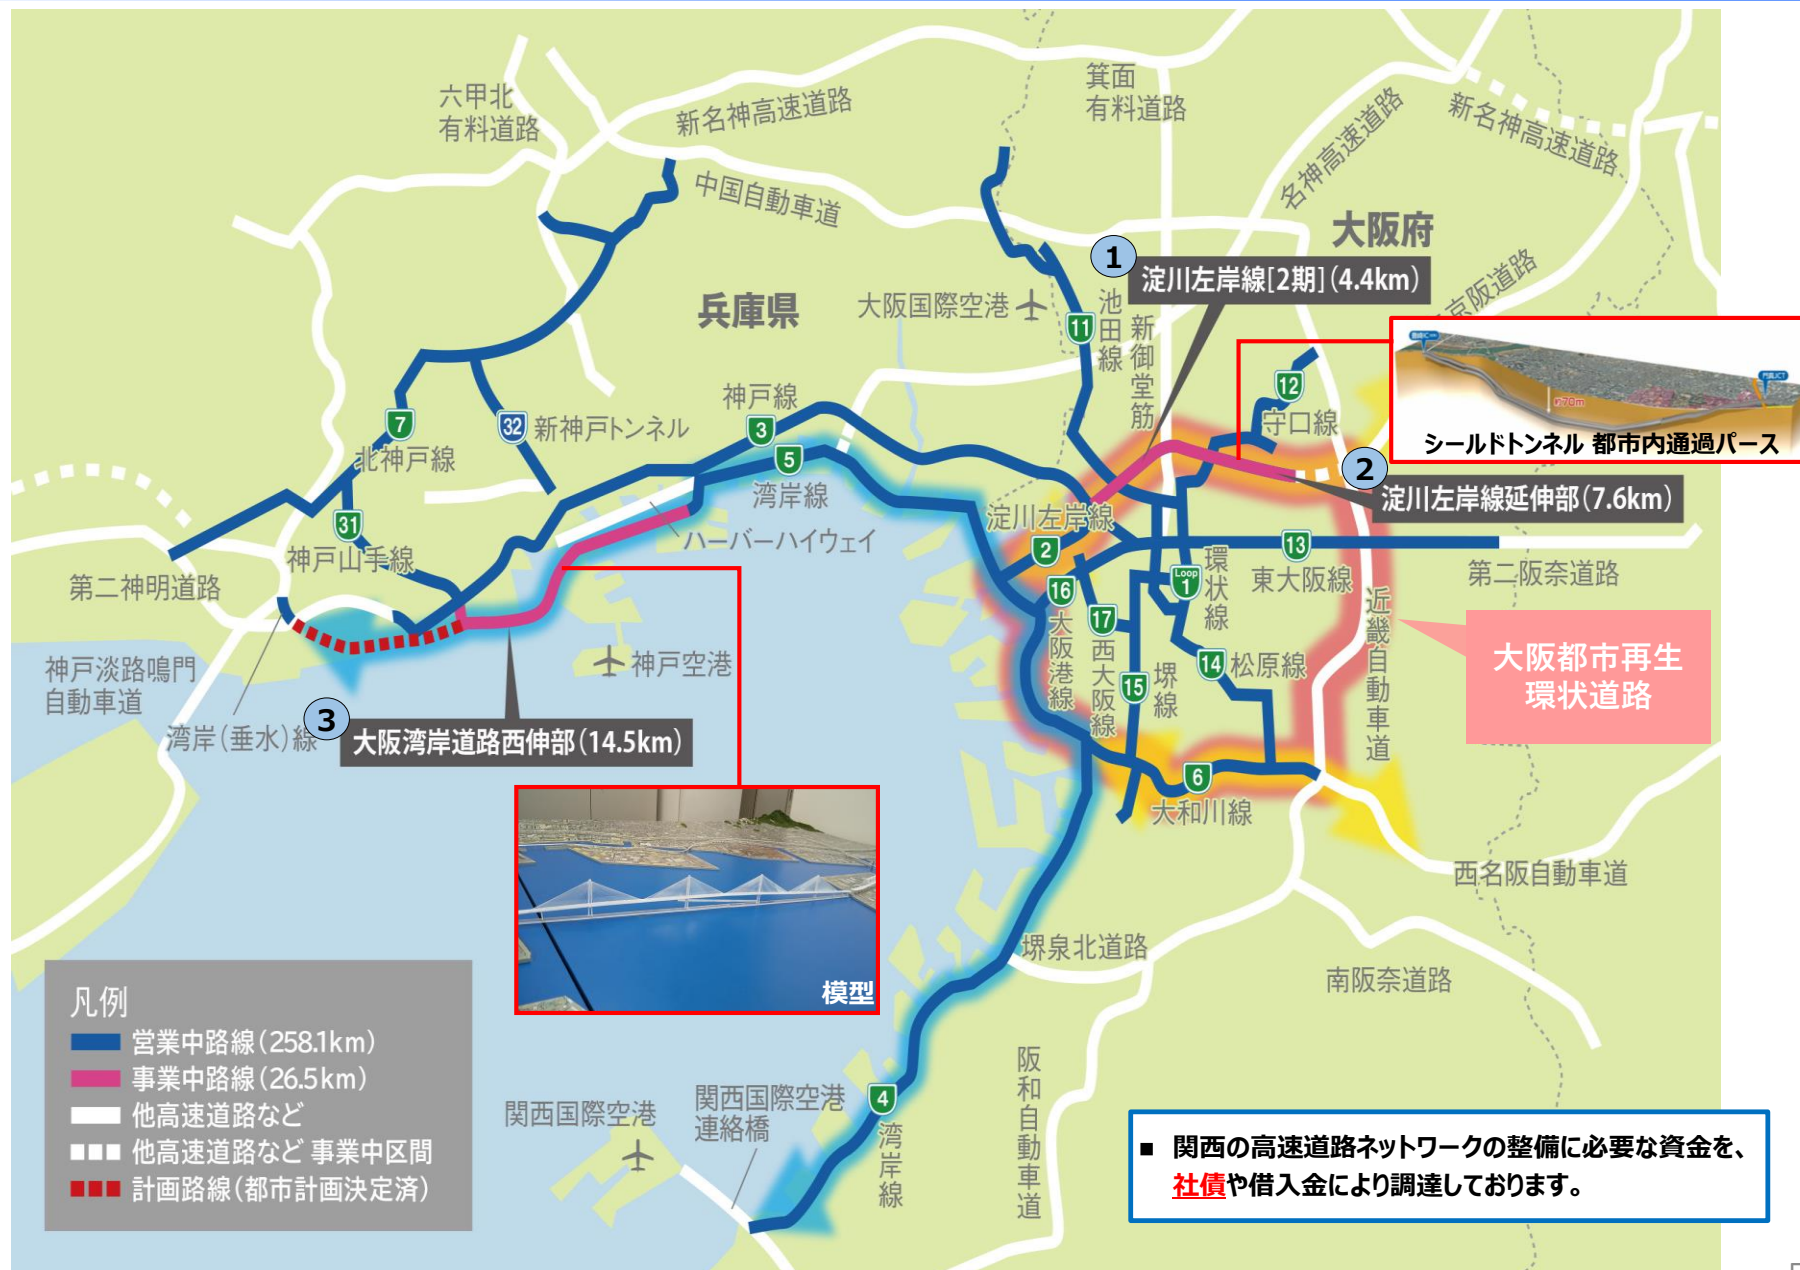 六甲北
有料道路
新名神高速道路
箕面
有料道路
名神高速道路
新名神高速道路
中国自動車道
大阪府
1
淀川左岸線[2期](4.4km)
兵庫県
大阪国際空港
池田線
新御堂筋
京阪道路
11
門真JCT
約70m
シールドトンネル 都市内通過パース
12
守口線
神戸線
3
7
32
新神戸トンネル
北神戸線
5
湾岸線
2
淀川左岸線延伸部(7.6km)
31
神戸山手線
ハーバーハイウェイ
淀川左岸線
2
13
東大阪線
第二阪奈道路
Loop
1
環状線
第二神明道路
16
大阪港線
17
西大阪線
近畿自動車道
大阪都市再生
環状道路
神戸淡路鳴門
自動車道
神戸空港
15
堺線
14
松原線
湾岸(垂水)線
3
大阪湾岸道路西伸部(14.5km)
6
大和川線
西名阪自動車道
模型
堺泉北道路
南阪奈道路
凡例
営業中路線(258.1km)
事業中路線(26.5km)
他高速道路など
他高速道路など 事業中区間
計画路線(都市計画決定済)
関西国際空港
関西国際空港
連絡橋
4
湾岸線
阪和自動車道
■ 関西の高速道路ネットワークの整備に必要な資金を、
社債や借入金により調達しております。